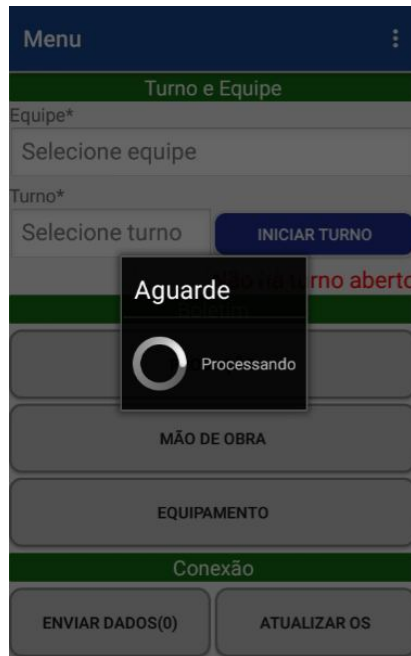 Menu
Turno e Equipe
Equipe*
Selecione equipe
Turno*
Selecione turno
INICIAR TURNO
turno aberto
Aguarde
Processando
MÃO DE OBRA
EQUIPAMENTO
Conexão
ENVIAR DADOS(0)
ATUALIZAR OS